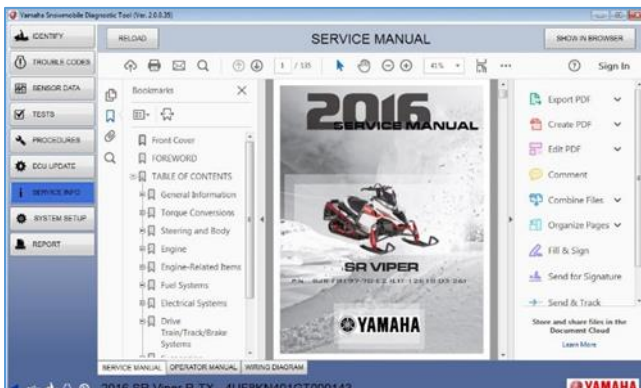 Yamaha Snowmobile Diagnostic Tool (Ver. 2.0.0.35)
IDENTIFY
TROUBLE CODES
SENSOR DATA
TESTS
PROCEDURES
ECU UPDATE
SERVICE INFO
SYSTEM SETUP
REPORT
RELOAD
SERVICE MANUAL
SHOW IN BROWSER
1 / 535
Sign In
Bookmarks
Front Cover
FOREWORD
TABLE OF CONTENTS
General Information
Torque Conversions
Steering and Body
Engine
Engine-Related Items
Fuel Systems
Electrical Systems
Drive
Train/Track/Brake
Systems
2016
SERVICE MANUAL
SR VIPER
YAMAHA
Export PDF
Create PDF
Edit PDF
Comment
Combine Files
Organize Pages
Fill & Sign
Send for Signature
Send & Track
Store and share files in the
Document Cloud
Learn More
SERVICE MANUAL
OPERATOR MANUAL
WIRING DIAGRAM
2016 SR Viper R-TX
YAMAHA